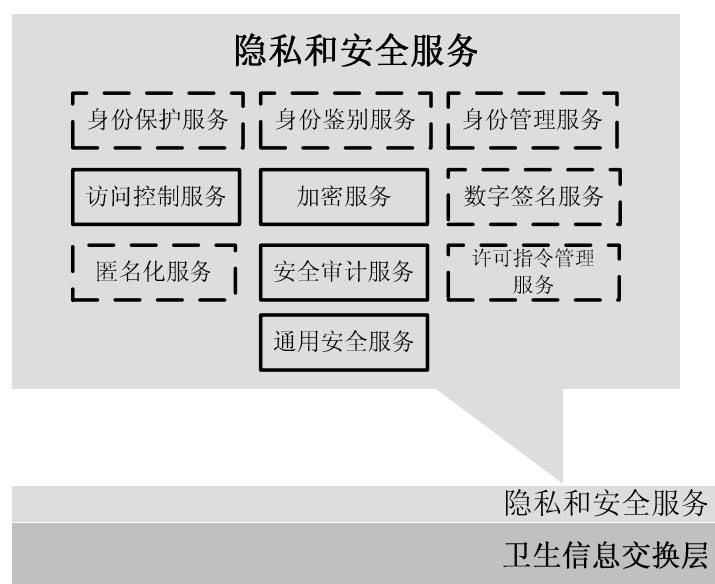 隐私和安全服务
身份保护服务
身份鉴别服务
身份管理服务
访问控制服务
加密服务
数字签名服务
匿名化服务
安全审计服务
许可指令管理
服务
通用安全服务
隐私和安全服务
卫生信息交换层